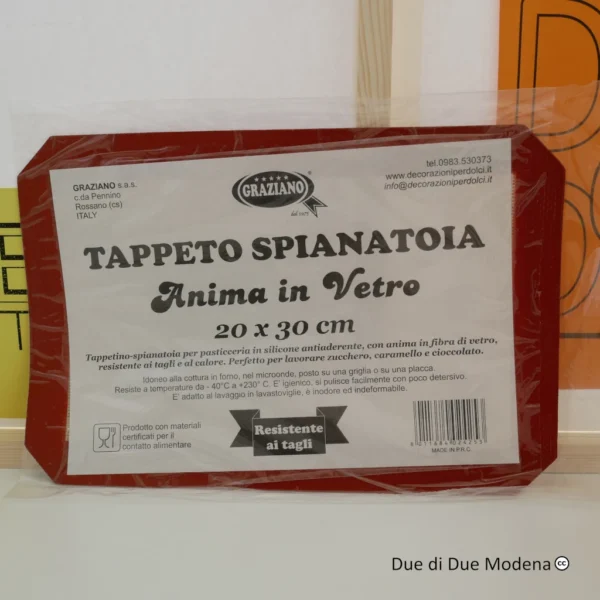 GRAZIANO s.a.s.
c.da Pennino
Rossano (cs)
ITALY
GRAZIANO
tel.0983.530373
www.decorazioniperdolci.it
info@decorazioniperdolci.it
TAPPETO SPIANATOIA
Anima in Vetro
20 x 30 cm
Tappetino-spianatoia per pasticceria in silicone antiaderente, con anima in fibra di vetro,
resistente ai tagli e al calore. Perfetto per lavorare zucchero, caramello e cioccolato.
Idoneo alla cottura in forno, nel microonde, posto su una griglia o su una placca.
Resiste a temperature da - 40°C a +230° C. E' igienico, si pulisce facilmente con poco detersivo.
E' adatto al lavaggio in lavastoviglie, è inodore ed indeformabile.
Prodotto con materiali
certificati per il
contatto alimentare
Resistente
ai tagli
MADE IN P.R.C.
Due di Due Modena
cc